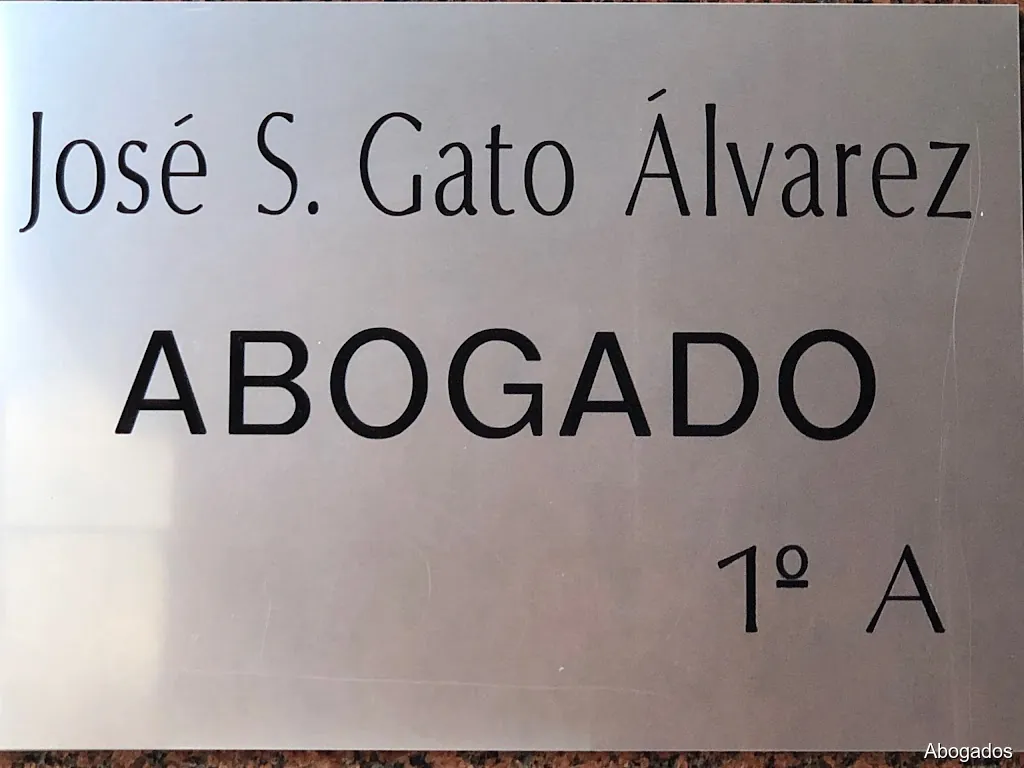 José S. Gato Álvarez
ABOGADO
1º A
Abogados